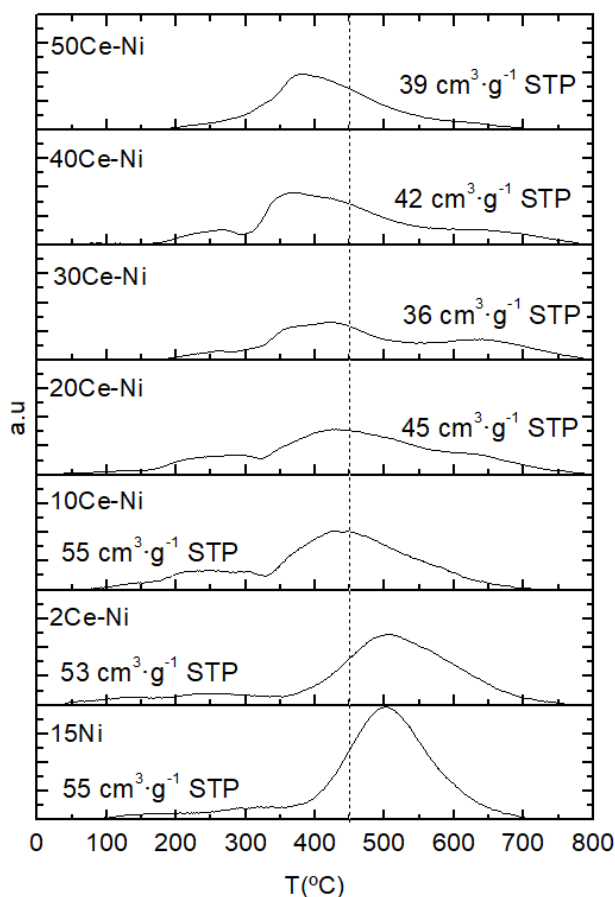 50Ce-Ni
39 cm³·g⁻¹ STP
40Ce-Ni
42 cm³·g⁻¹ STP
30Ce-Ni
36 cm³·g⁻¹ STP
a.u
20Ce-Ni
45 cm³·g⁻¹ STP
10Ce-Ni
55 cm³·g⁻¹ STP
2Ce-Ni
53 cm³·g⁻¹ STP
15Ni
55 cm³·g⁻¹ STP
0 100 200 300 400 500 600 700 800
T(ºC)